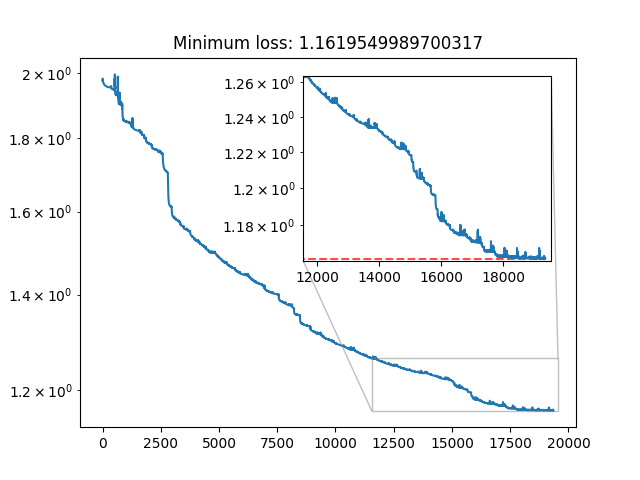 Minimum loss: 1.1619549989700317
2 × 10⁰
1.8 × 10⁰
1.6 × 10⁰
1.4 × 10⁰
1.2 × 10⁰
1.26 × 10⁰
1.24 × 10⁰
1.22 × 10⁰
1.2 × 10⁰
1.18 × 10⁰
12000 14000 16000 18000
0 2500 5000 7500 10000 12500 15000 17500 20000